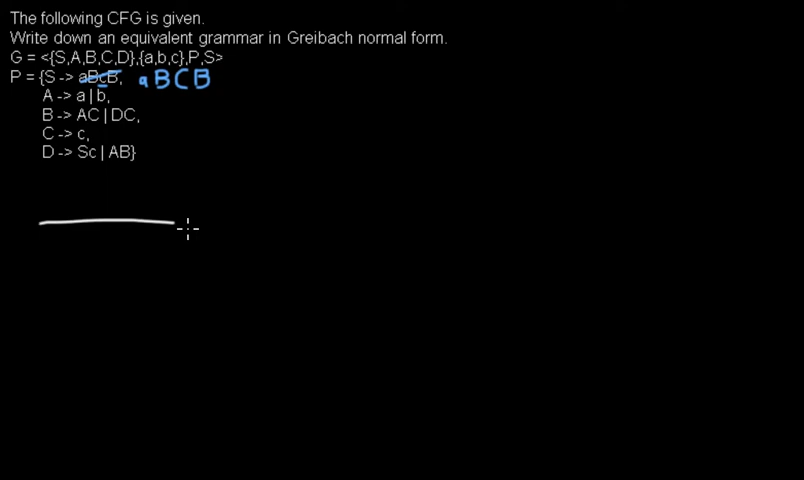 The following CFG is given.
Write down an equivalent grammar in Greibach normal form.
G = <{S,A,B,C,D},{a,b,c},P,S>
P = {S -> aBcB, aBCB
A -> a | b,
B -> AC | DC,
C -> c,
D -> Sc | AB}